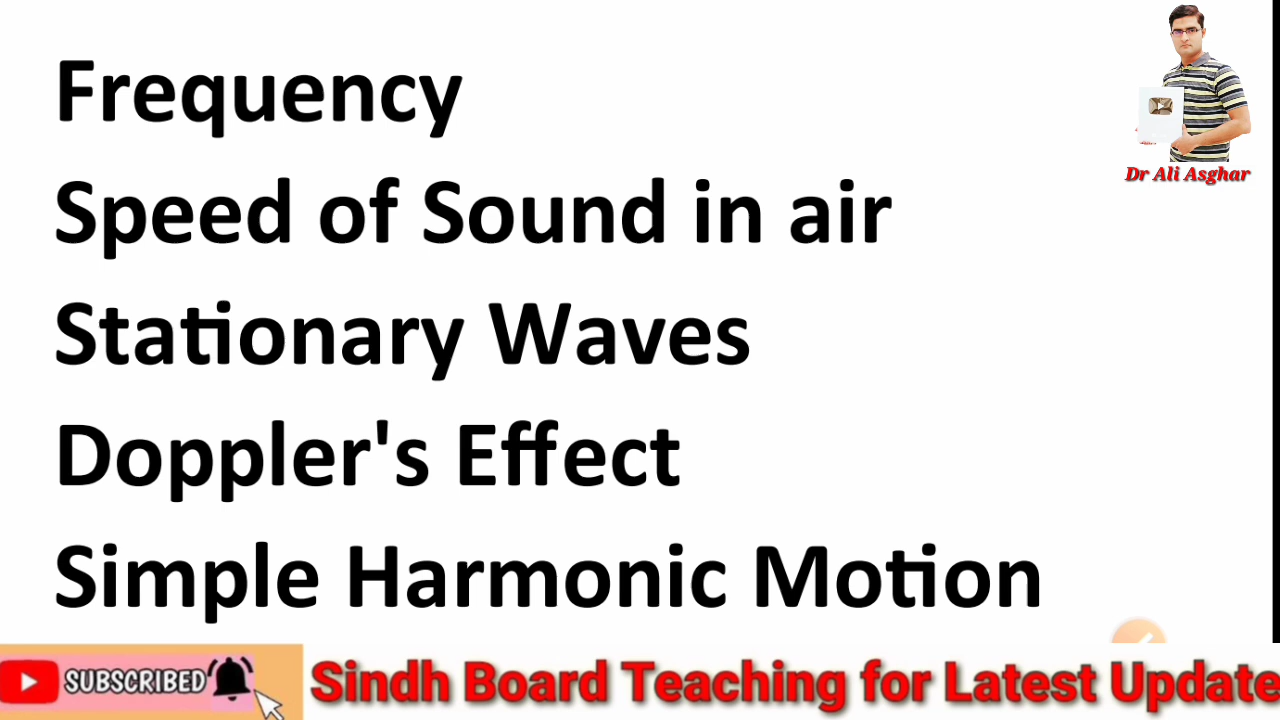 Frequency
Dr Ali Asghar
Speed of Sound in air
Stationary Waves
Doppler's Effect
Simple Harmonic Motion
SUBSCRIBED
Sindh Board Teaching for Latest Update